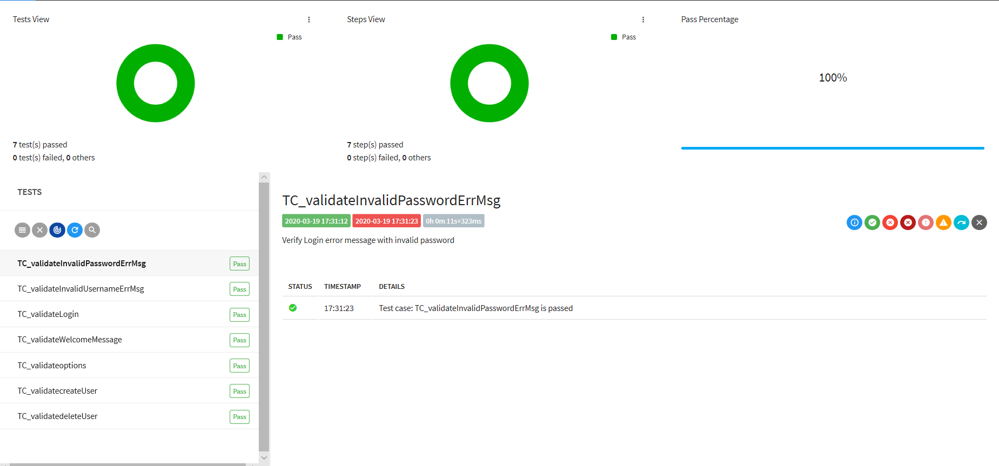 Tests View
Pass
7 test(s) passed
0 test(s) failed, 0 others
Steps View
Pass
7 step(s) passed
0 step(s) failed, 0 others
Pass Percentage
100%
TESTS
TC_validateInvalidPasswordErrMsg Pass
TC_validateInvalidUsernameErrMsg Pass
TC_validateLogin Pass
TC_validateWelcomeMessage Pass
TC_validateoptions Pass
TC_validatecreateUser Pass
TC_validatedeleteUser Pass
TC_validateInvalidPasswordErrMsg
2020-03-19 17:31:12 2020-03-19 17:31:23 0h 0m 11s+323ms
Verify Login error message with invalid password
STATUS TIMESTAMP DETAILS
17:31:23 Test case: TC_validateInvalidPasswordErrMsg is passed